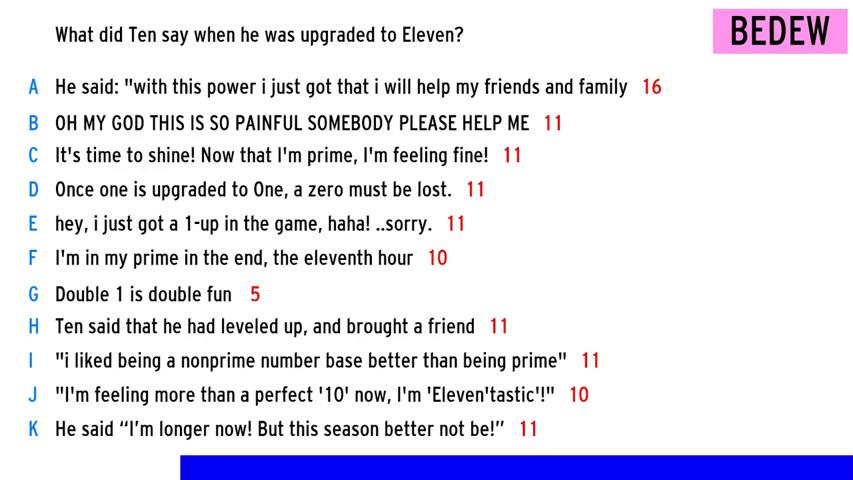 What did Ten say when he was upgraded to Eleven?
BEDEW
A He said: "with this power i just got that i will help my friends and family 16
B OH MY GOD THIS IS SO PAINFUL SOMEBODY PLEASE HELP ME 11
C It's time to shine! Now that I'm prime, I'm feeling fine! 11
D Once one is upgraded to One, a zero must be lost. 11
E hey, i just got a 1-up in the game, haha! ..sorry. 11
F I'm in my prime in the end, the eleventh hour 10
G Double 1 is double fun 5
H Ten said that he had leveled up, and brought a friend 11
I "i liked being a nonprime number base better than being prime" 11
J "I'm feeling more than a perfect '10' now, I'm 'Eleven'tastic'!" 10
K He said “I’m longer now! But this season better not be!” 11